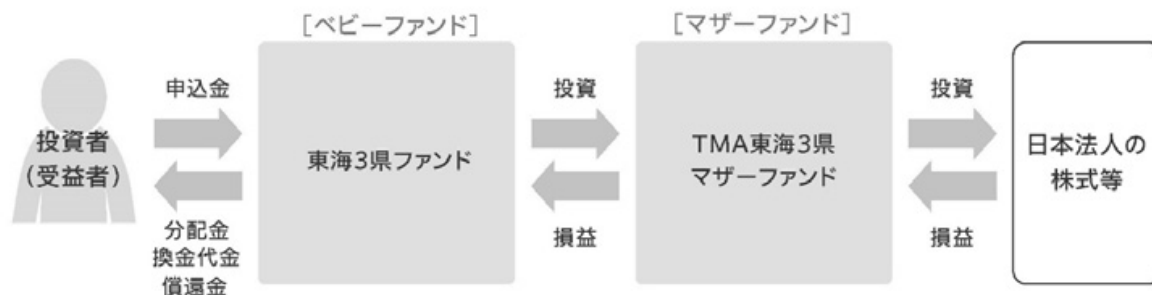 [ベビーファンド]
[マザーファンド]
投資者
(受益者)
申込金
分配金
換金代金
償還金
東海3県ファンド
投資
損益
TMA東海3県
マザーファンド
投資
損益
日本法人の
株式等